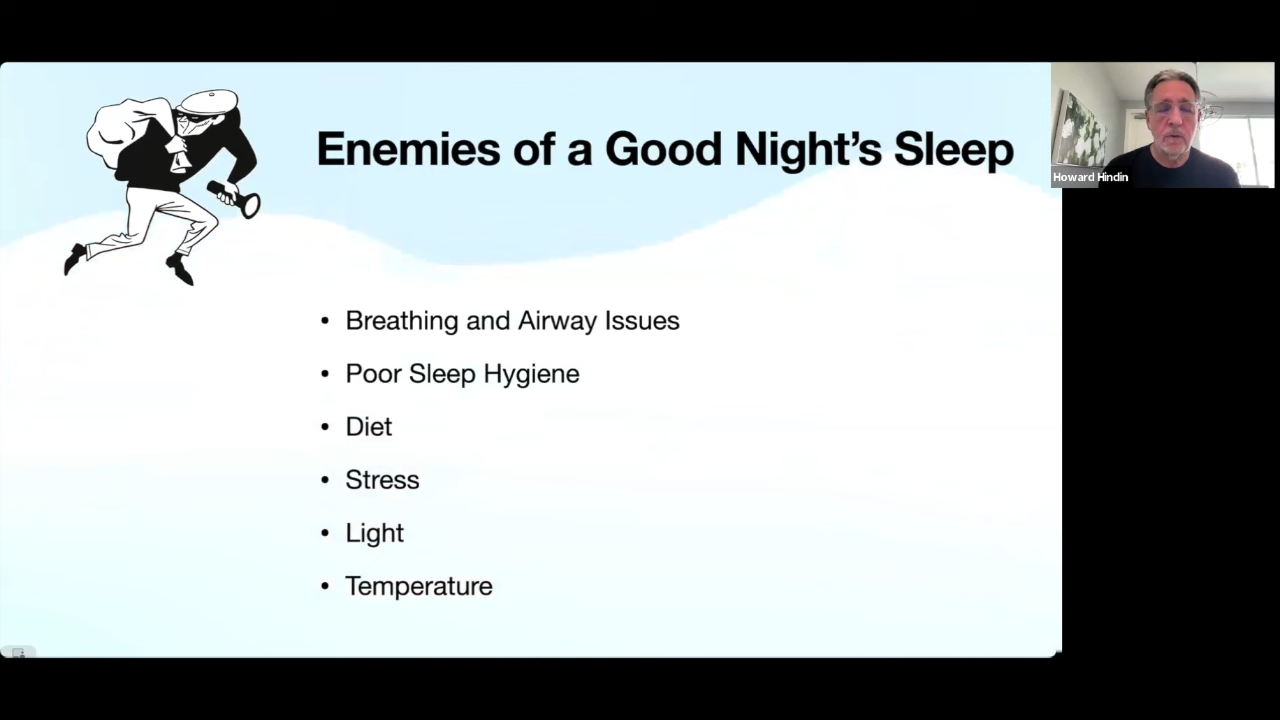 Enemies of a Good Night's Sleep
Howard Hindin
• Breathing and Airway Issues
• Poor Sleep Hygiene
• Diet
• Stress
• Light
• Temperature